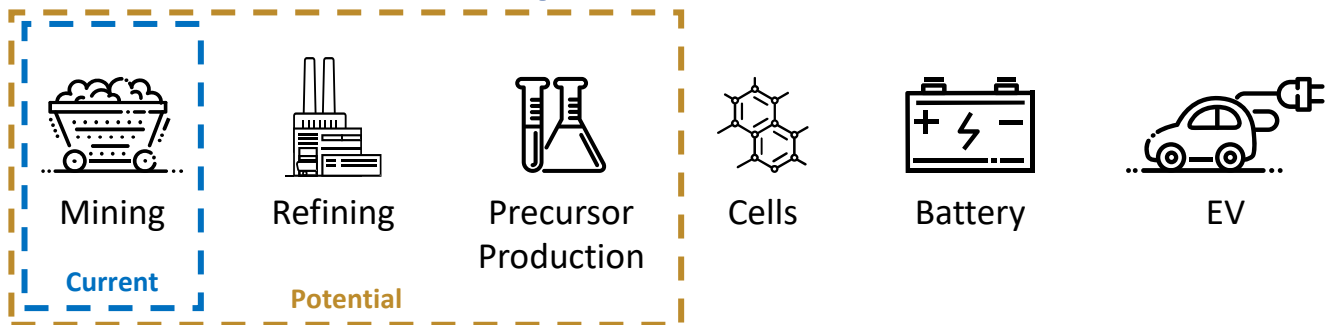 Mining
Refining
Precursor
Production
Cells
Battery
EV
Current
Potential